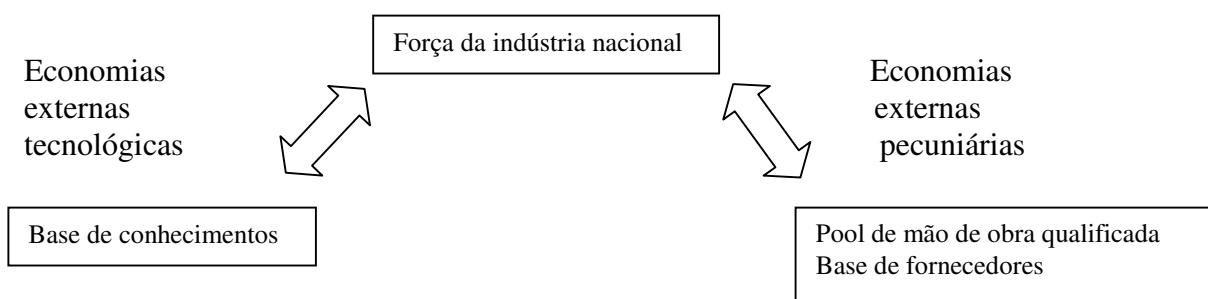 Força da indústria nacional
Economias
externas
tecnológicas
Economias
externas
pecuniárias
Base de conhecimentos
Pool de mão de obra qualificada
Base de fornecedores